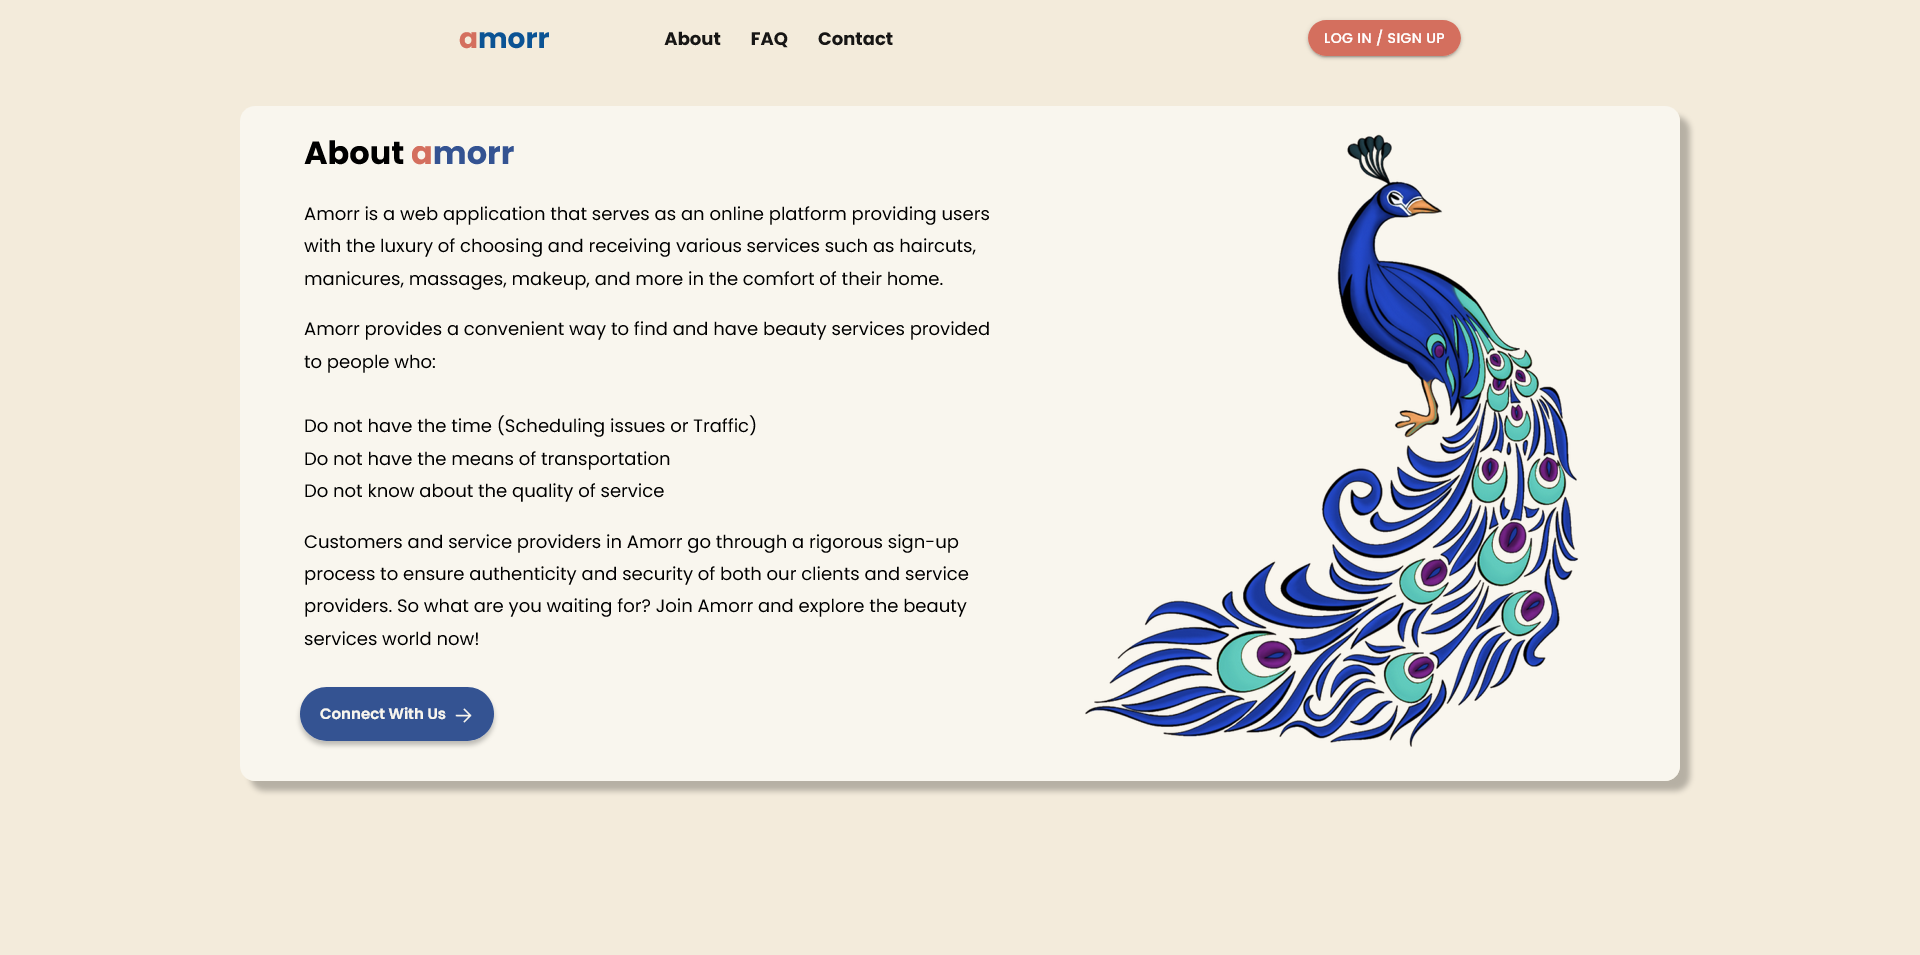 amorr
About FAQ Contact
LOG IN / SIGN UP
About amorr
Amorr is a web application that serves as an online platform providing users
with the luxury of choosing and receiving various services such as haircuts,
manicures, massages, makeup, and more in the comfort of their home.
Amorr provides a convenient way to find and have beauty services provided
to people who:
Do not have the time (Scheduling issues or Traffic)
Do not have the means of transportation
Do not know about the quality of service
Customers and service providers in Amorr go through a rigorous sign-up
process to ensure authenticity and security of both our clients and service
providers. So what are you waiting for? Join Amorr and explore the beauty
services world now!
Connect With Us